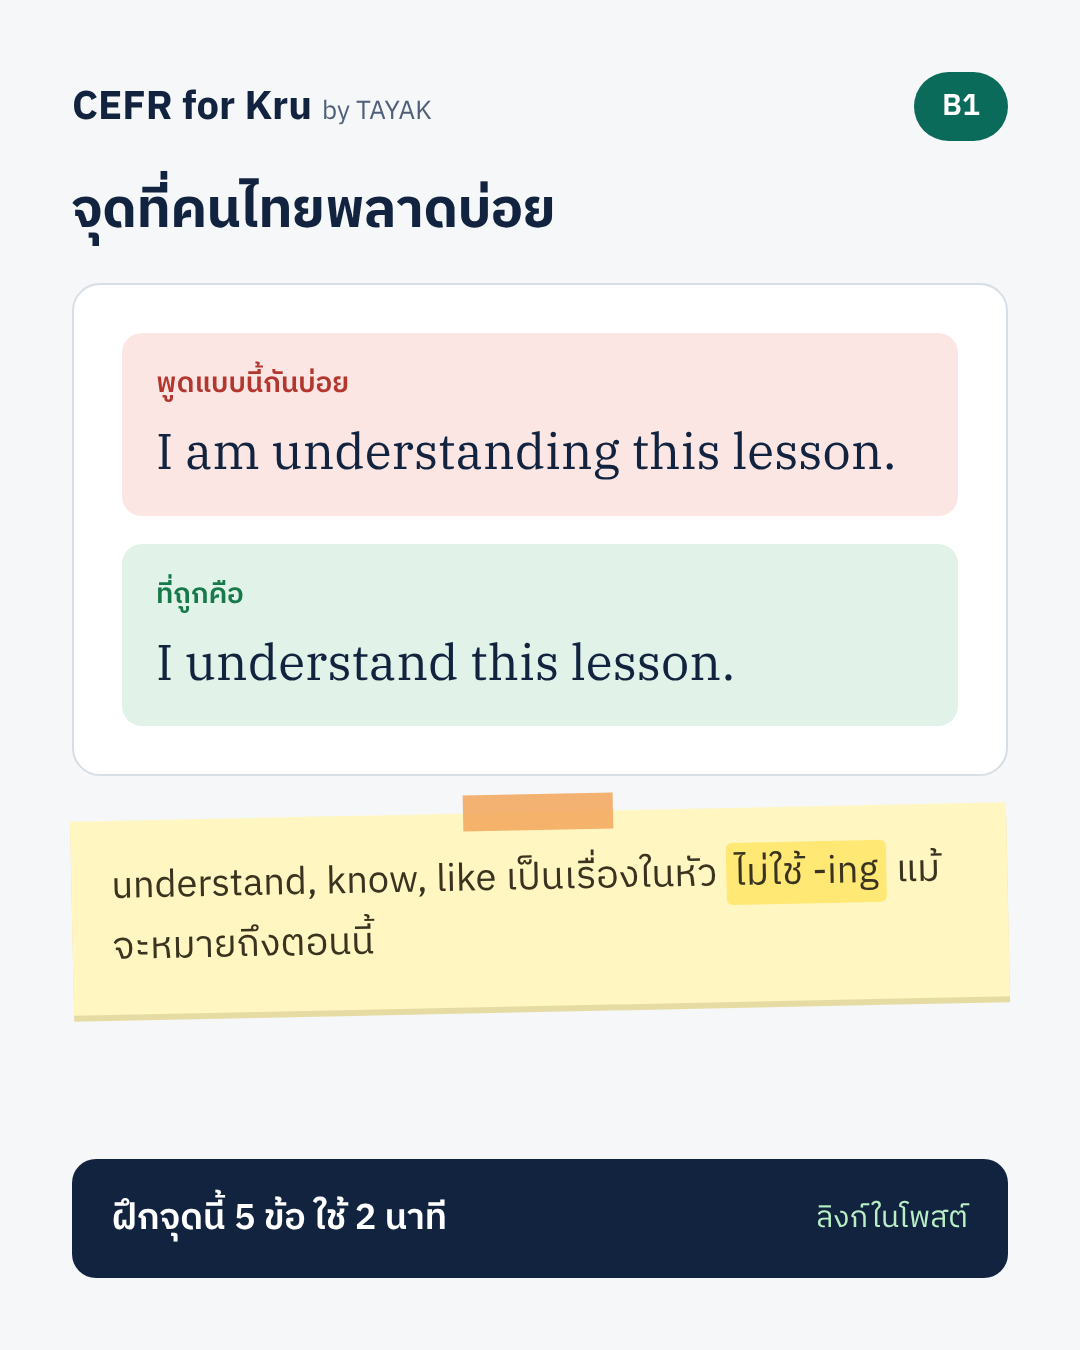 CEFR for Kru by TAYAK
B1
จุดที่คนไทยพลาดบ่อย
พูดแบบนี้กันบ่อย
I am understanding this lesson.
ที่ถูกคือ
I understand this lesson.
understand, know, like เป็นเรื่องในหัว ไม่ใช้ -ing แม้
จะหมายถึงตอนนี้
ฝึกจุดนี้ 5 ข้อ ใช้ 2 นาที
ลิงก์ในโพสต์